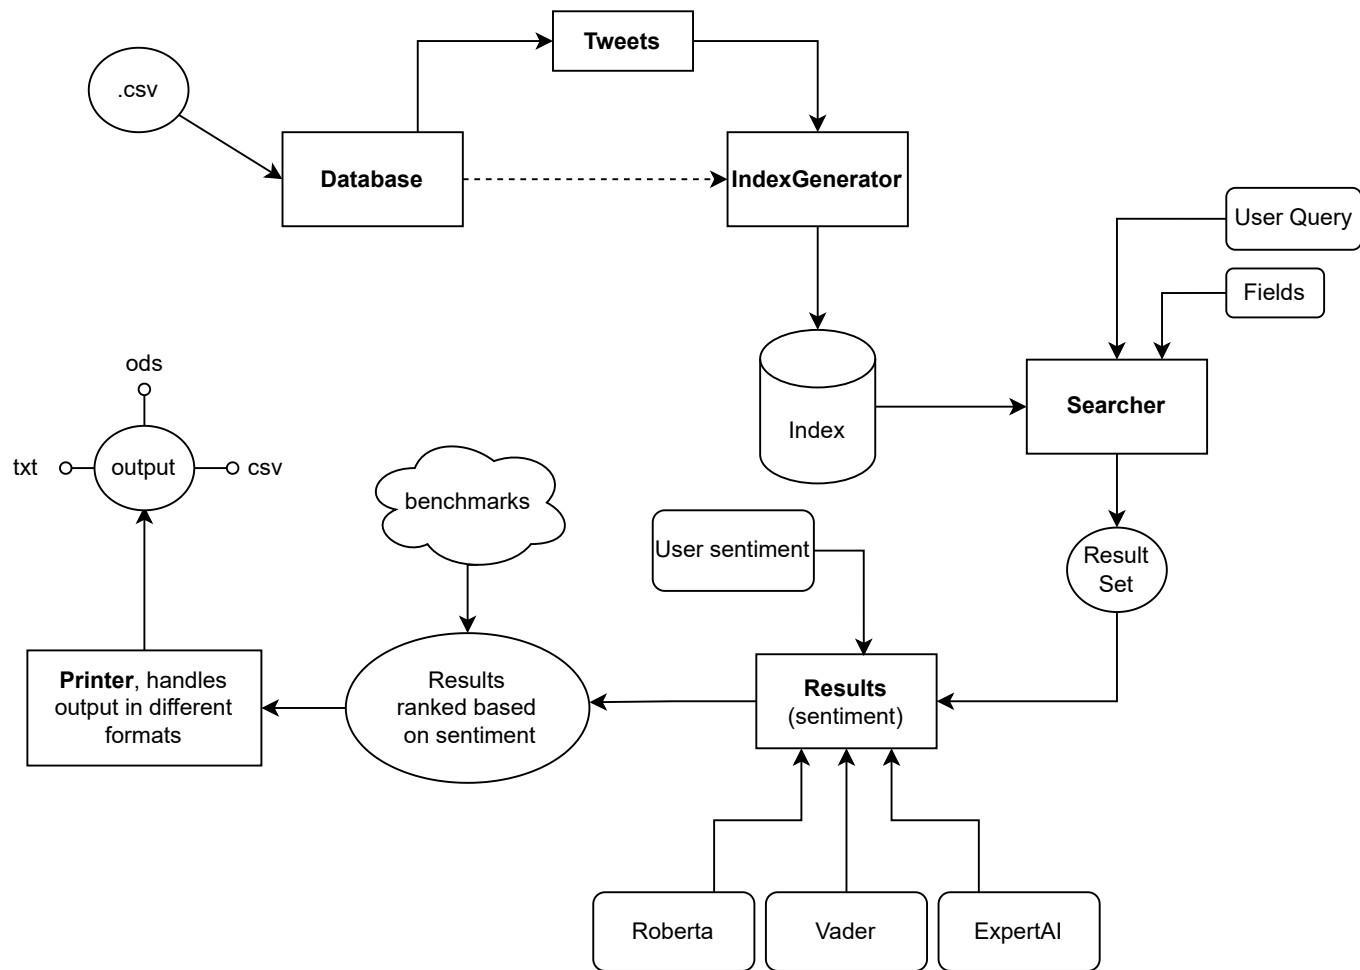 Tweets
.csv
Database
IndexGenerator
User Query
Fields
ods
Searcher
Index
txt
output
csv
benchmarks
User sentiment
Result
Set
Printer, handles
output in different
formats
Results
ranked based
on sentiment
Results
(sentiment)
Roberta
Vader
ExpertAI